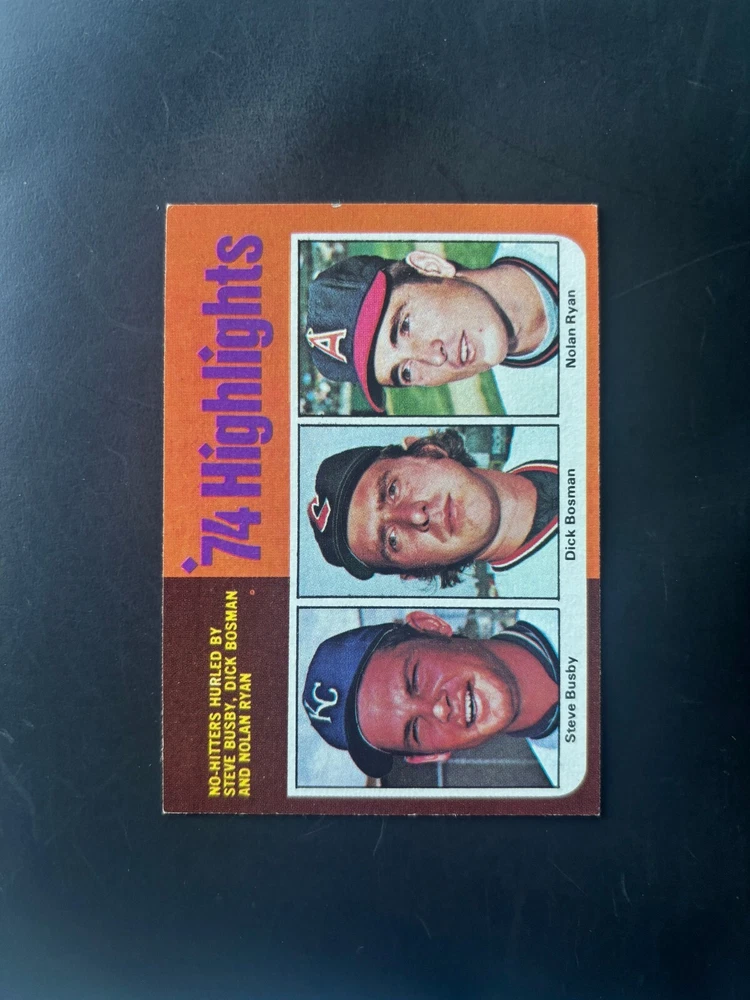 NO-HITTERS HURLED BY
STEVE BUSBY, DICK BOSMAN
AND NOLAN RYAN
'74 Highlights
KC
C
A
Steve Busby
Dick Bosman
Nolan Ryan